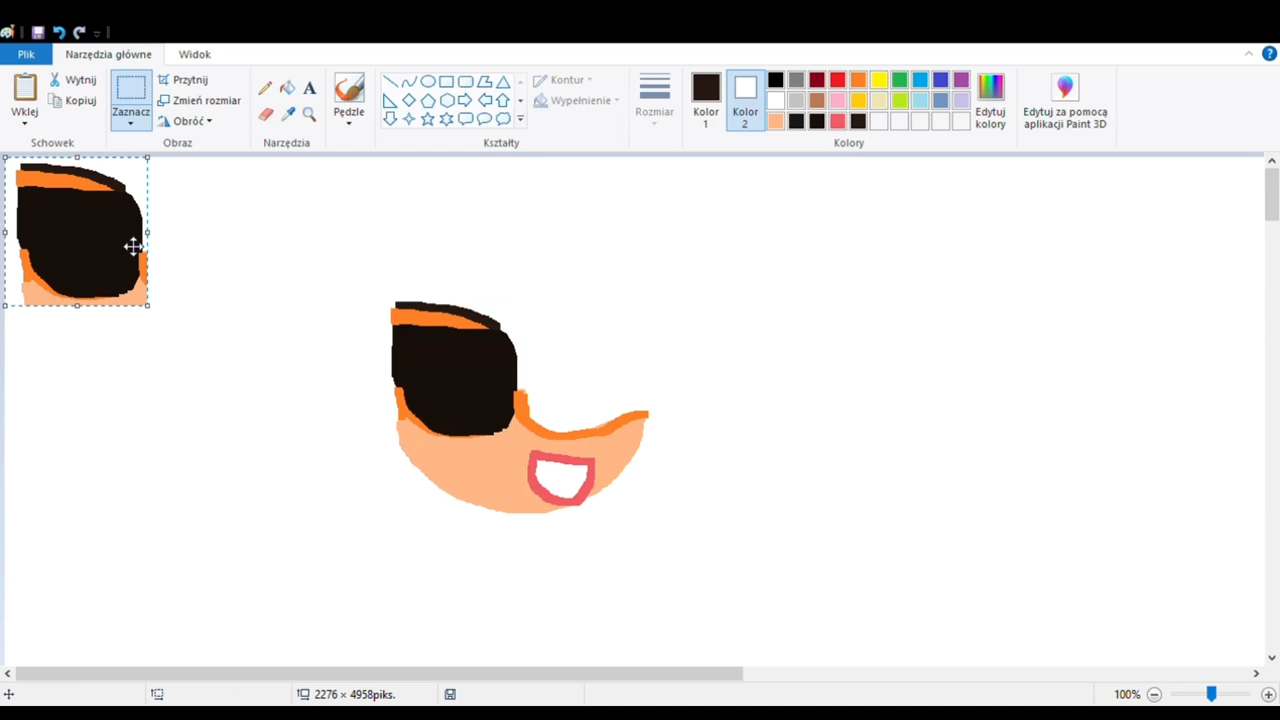 Plik Narzędzia główne Widok
Wklej
Wytnij
Kopiuj
Schowek
Zaznacz
Przytnij
Zmień rozmiar
Obróć
Obraz
A
Narzędzia
Pędzle
Kontur
Wypełnienie
Kształty
Rozmiar
Kolor
1
Kolor
2
Edytuj
kolory
Kolory
Edytuj za pomocą
aplikacji Paint 3D
2276 × 4958piks.
100%